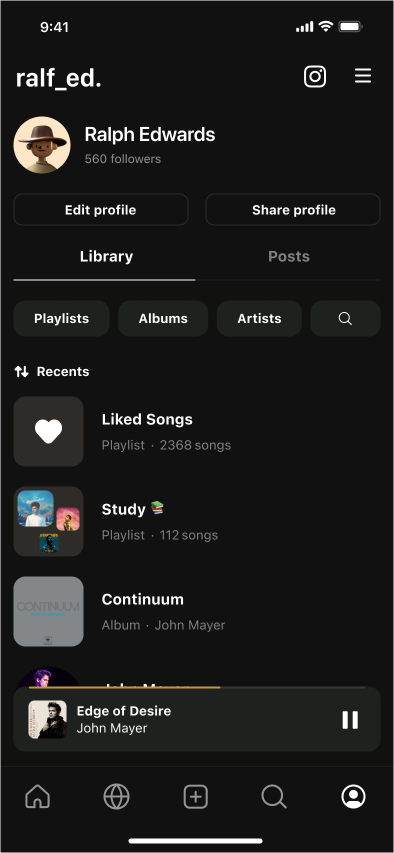 9:41
ralf_ed.
Ralph Edwards
560 followers
Edit profile
Share profile
Library
Posts
Playlists
Albums
Artists
Recents
Liked Songs
Playlist · 2368 songs
Study 📚
Playlist · 112 songs
CONTINUUM
Continuum
Album · John Mayer
Edge of Desire
John Mayer